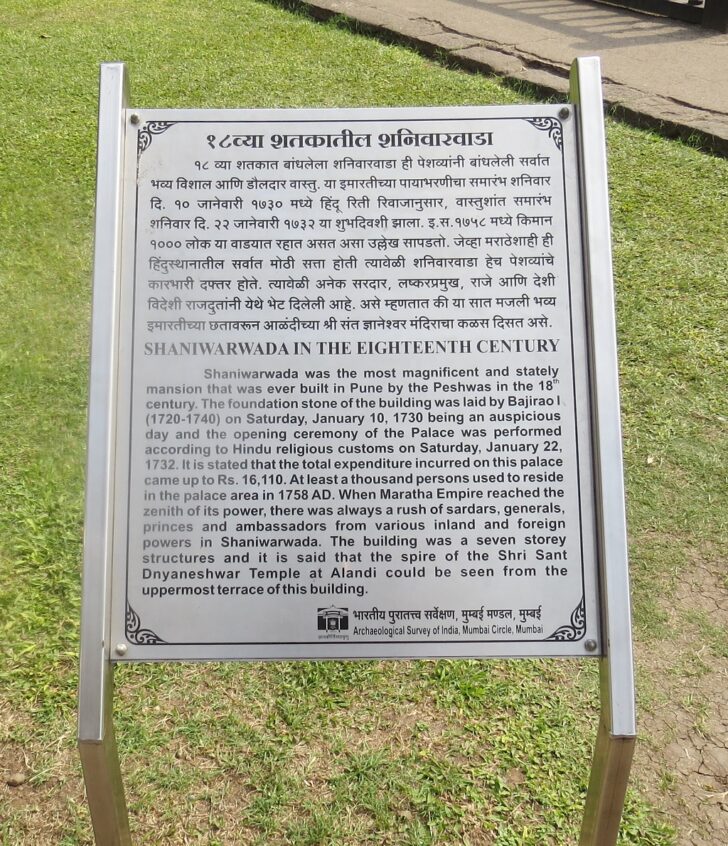 १८व्या शतकातील शनिवारवाडा
१८ व्या शतकात बांधलेला शनिवारवाडा ही पेशव्यांनी बांधलेली सर्वात
भव्य विशाल आणि डौलदार वास्तु. या इमारतीच्या पायाभरणीचा समारंभ शनिवार
दि. १० जानेवारी १७३० मध्ये हिंदू रिती रिवाजानुसार, वास्तुशांत समारंभ
शनिवार दि. २२ जानेवारी १७३२ या शुभदिवशी झाला. इ.स.१७५८ मध्ये किमान
१००० लोक या वाडयात रहात असत असा उल्लेख सापडतो. जेव्हा मराठेशाही ही
हिंदुस्थानातील सर्वात मोठी सत्ता होती त्यावेळी शनिवारवाडा हेच पेशव्यांचे
कारभारी दफ्तर होते. त्यावेळी अनेक सरदार, लष्करप्रमुख, राजे आणि देशी
विदेशी राजदुतांनी येथे भेट दिलेली आहे. असे म्हणतात की या सात मजली भव्य
इमारतीच्या छतावरून आळंदीच्या श्री संत ज्ञानेश्वर मंदिराचा कळस दिसत असे.
SHANIWARWADA IN THE EIGHTEENTH CENTURY
Shaniwarwada was the most magnificent and stately
mansion that was ever built in Pune by the Peshwas in the 18th
century. The foundation stone of the building was laid by Bajirao I
(1720-1740) on Saturday, January 10, 1730 being an auspicious
day and the opening ceremony of the Palace was performed
according to Hindu religious customs on Saturday, January 22,
1732. It is stated that the total expenditure incurred on this palace
came up to Rs. 16,110. At least a thousand persons used to reside
in the palace area in 1758 AD. When Maratha Empire reached the
zenith of its power, there was always a rush of sardars, generals,
princes and ambassadors from various inland and foreign
powers in Shaniwarwada. The building was a seven storey
structures and it is said that the spire of the Shri Sant
Dnyaneshwar Temple at Alandi could be seen from the
uppermost terrace of this building.
भारतीय पुरातत्त्व सर्वेक्षण, मुम्बई मण्डल, मुम्बई
Archaeological Survey of India, Mumbai Circle, Mumbai